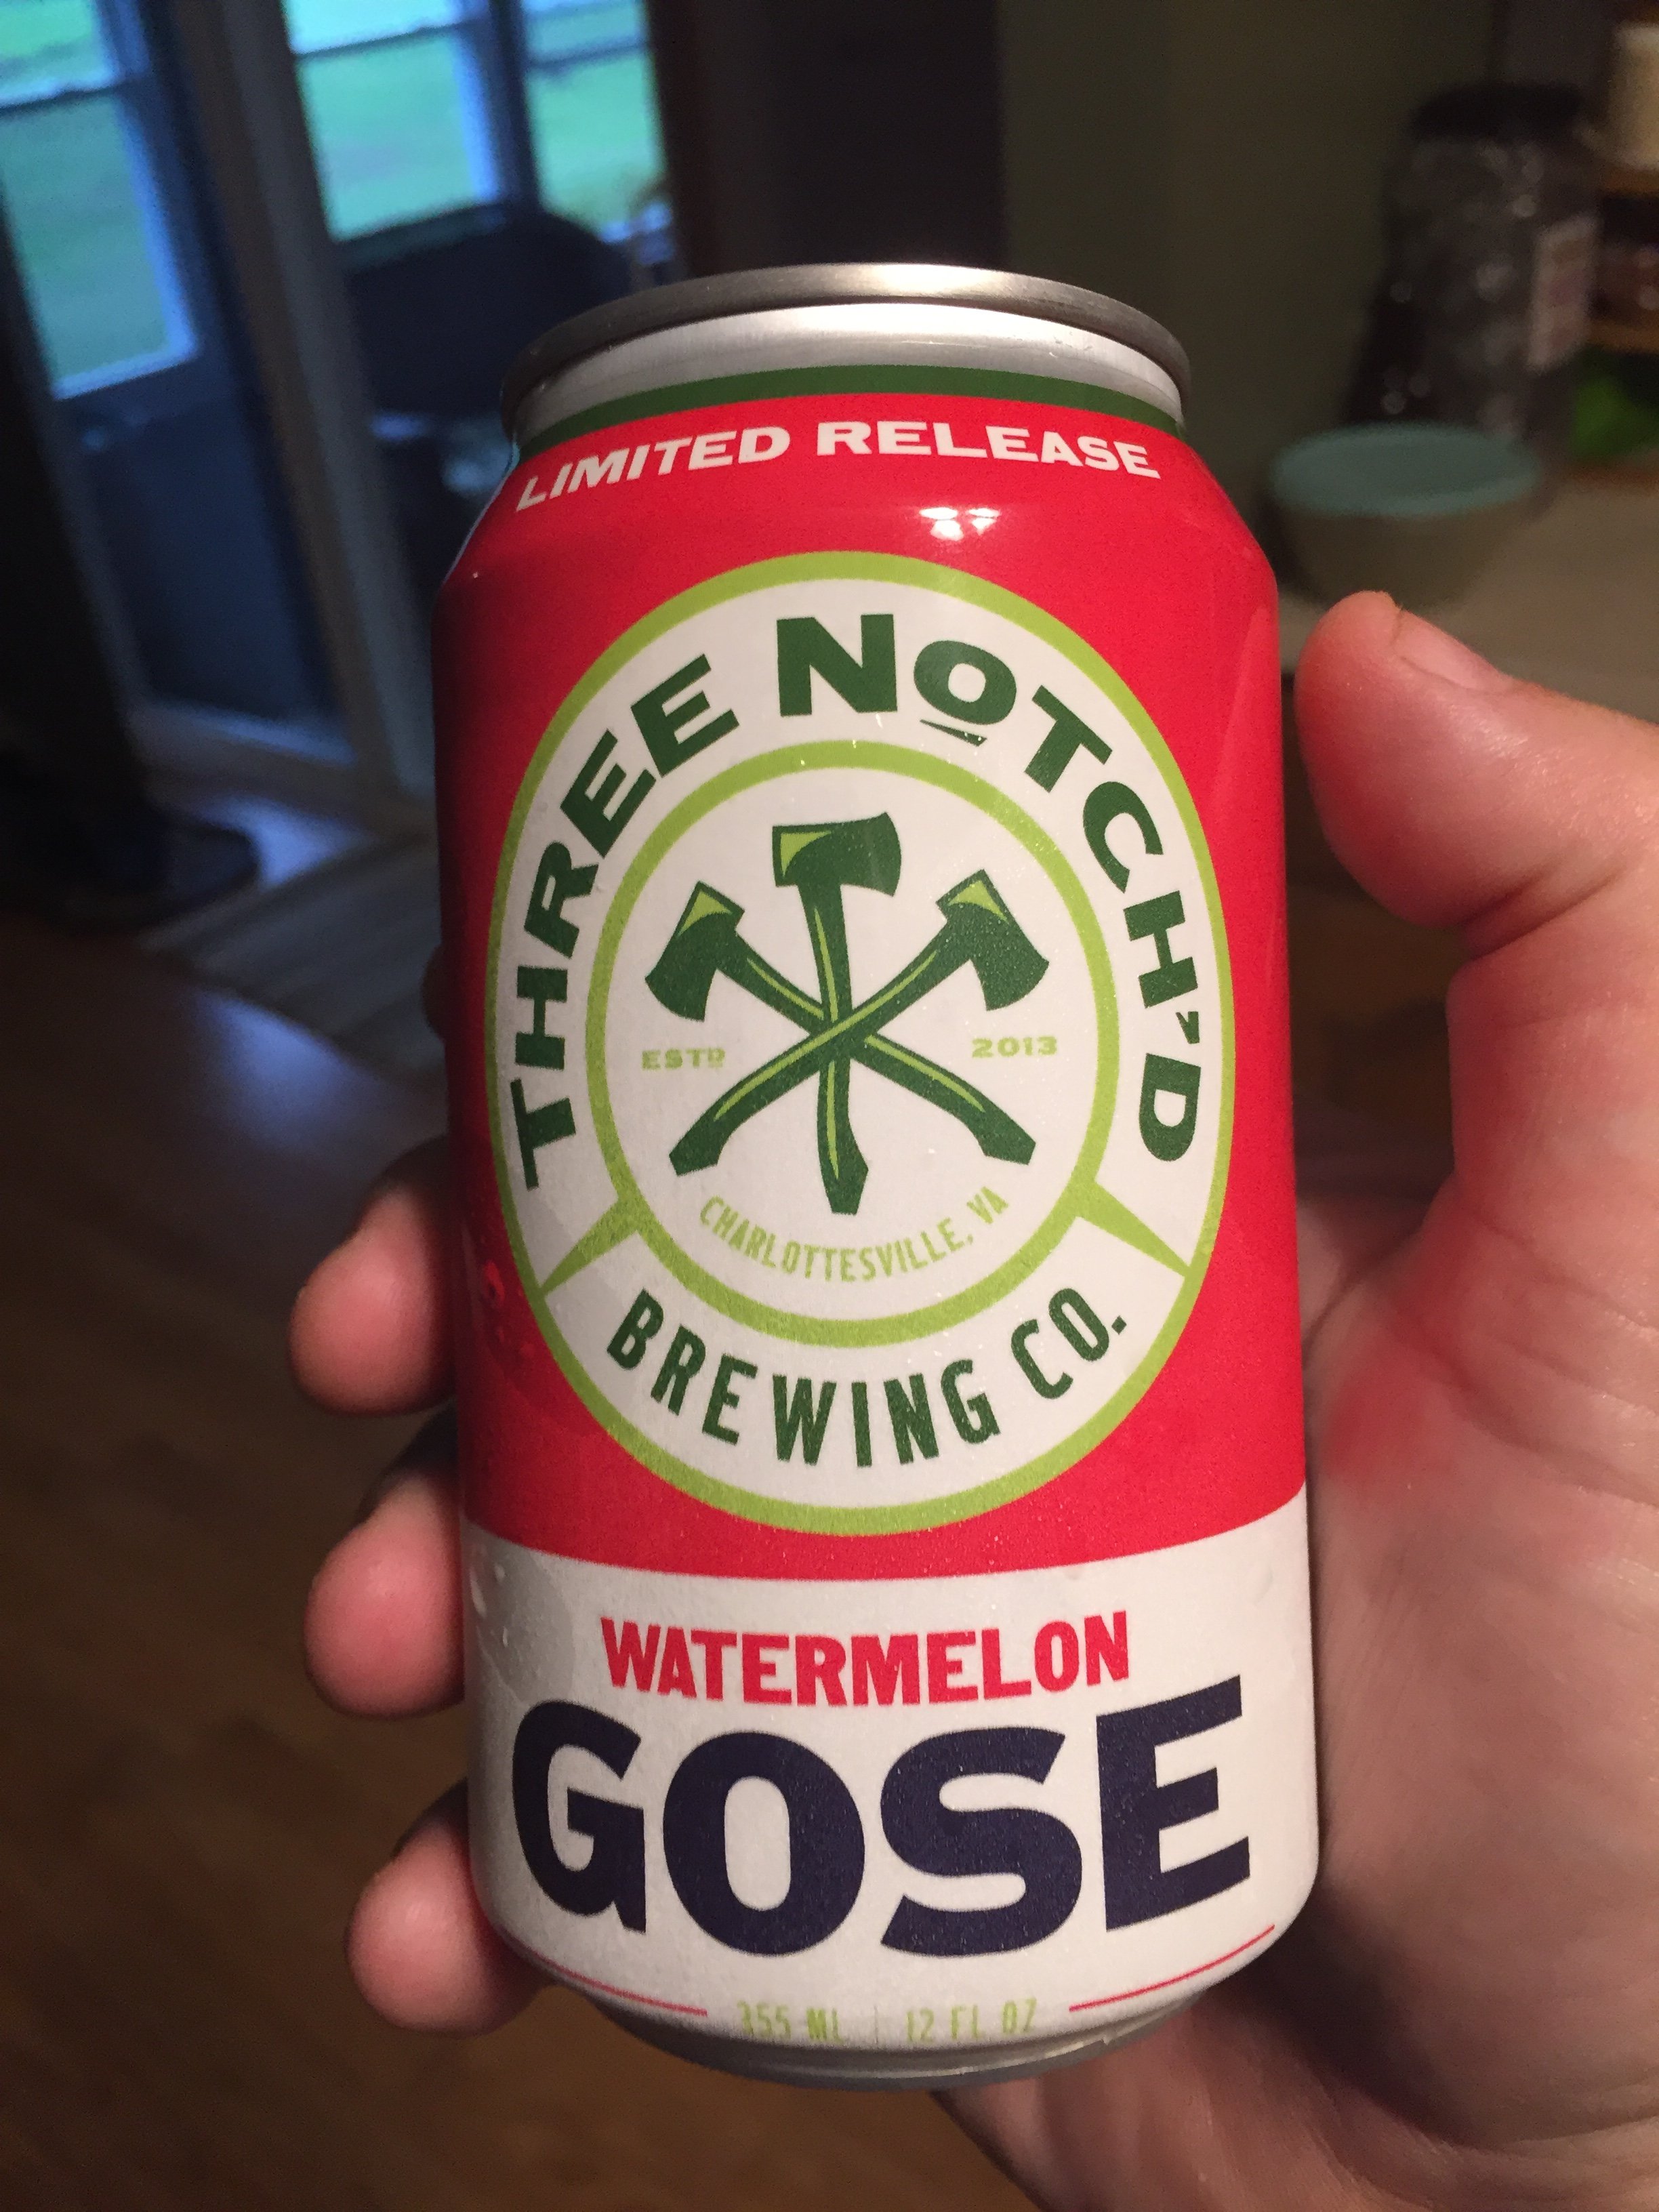 LIMITED RELEASE
THREE NOTCH'D
ESTD 2013
CHARLOTTESVILLE, VA
BREWING CO.
WATERMELON
GOSE
355 ML | 12 FL OZ